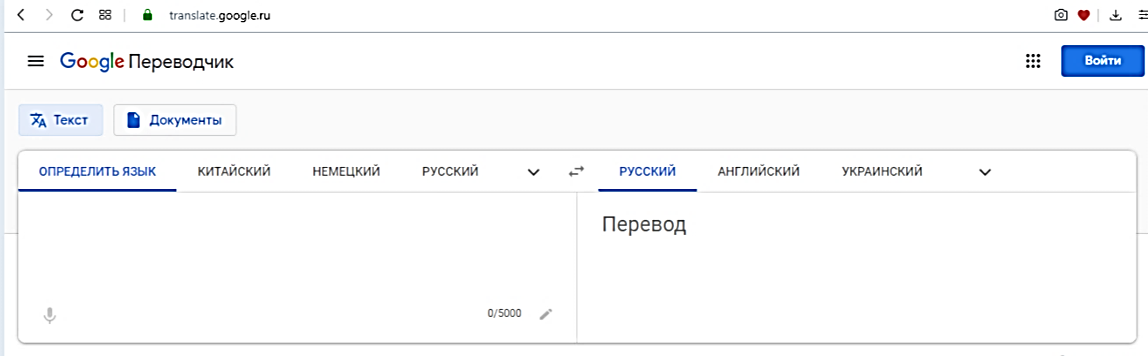 translate.google.ru
Google Переводчик
Войти
Текст
Документы
ОПРЕДЕЛИТЬ ЯЗЫК
КИТАЙСКИЙ
НЕМЕЦКИЙ
РУССКИЙ
РУССКИЙ
АНГЛИЙСКИЙ
УКРАИНСКИЙ
Перевод
0/5000